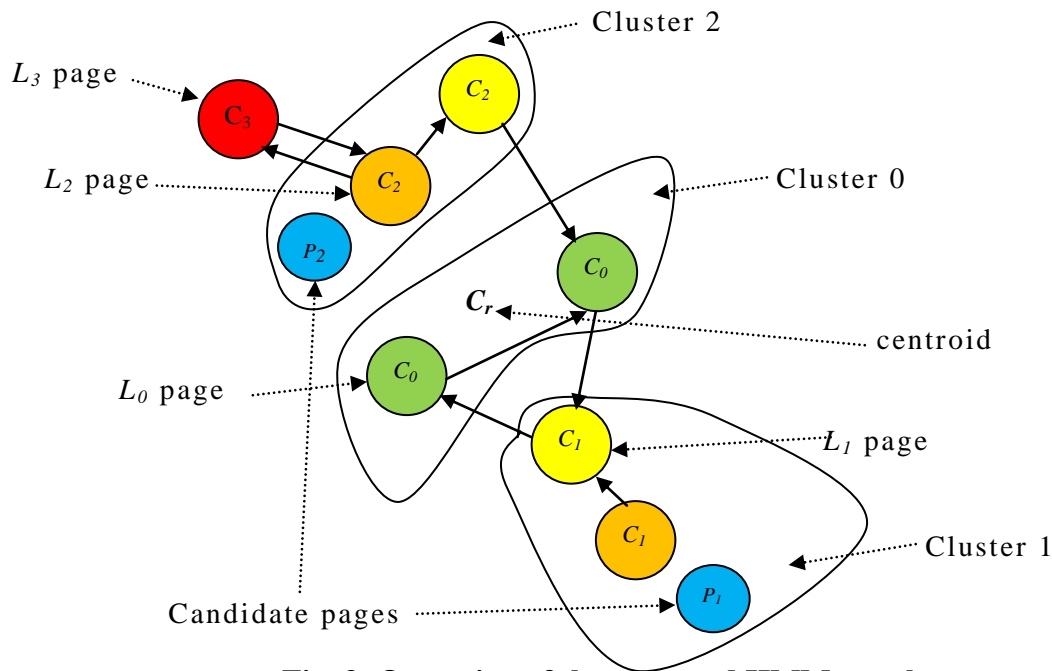 Cluster 2
L3 page
C2
C3
L2 page
C2
Cluster 0
P2
C0
Cr
centroid
C0
L0 page
C1
L1 page
C1
Cluster 1
P1
Candidate pages